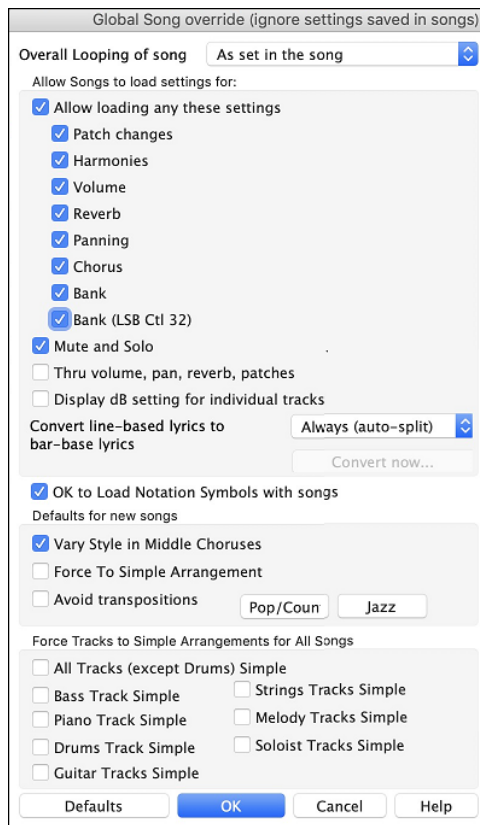 Global Song override (ignore settings saved in songs)
Overall Looping of song As set in the song
Allow Songs to load settings for:
Allow loading any these settings
Patch changes
Harmonies
Volume
Reverb
Panning
Chorus
Bank
Bank (LSB Ctl 32)
Mute and Solo
Thru volume, pan, reverb, patches
Display dB setting for individual tracks
Convert line-based lyrics to Always (auto-split)
bar-base lyrics
Convert now...
OK to Load Notation Symbols with songs
Defaults for new songs
Vary Style in Middle Choruses
Force To Simple Arrangement
Avoid transpositions Pop/Coun Jazz
Force Tracks to Simple Arrangements for All Songs
All Tracks (except Drums) Simple
Bass Track Simple Strings Tracks Simple
Piano Track Simple Melody Tracks Simple
Drums Track Simple Soloist Tracks Simple
Guitar Tracks Simple
Defaults OK Cancel Help